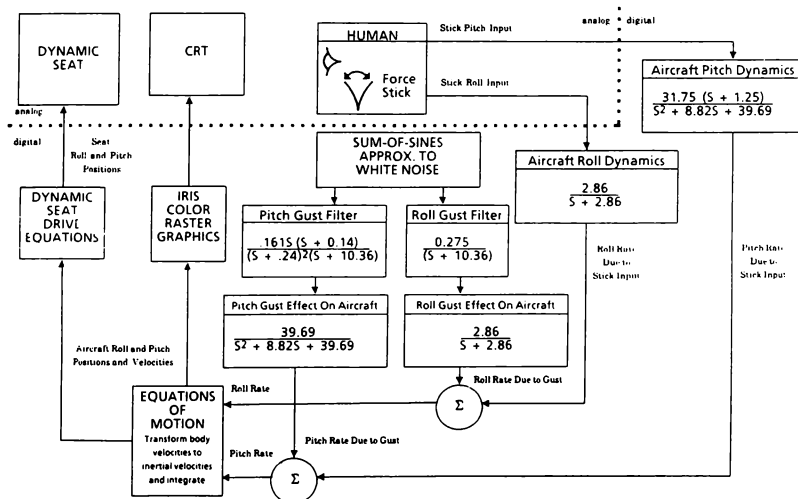 DYNAMIC
SEAT
CRT
HUMAN
Force
Stick
Stick Pitch Input
Stick Roll Input
analog
digital
Aircraft Pitch Dynamics
31.75 (S + 1.25)
S2 + 8.82S + 39.69
analog
digital
Seat
Roll and Pitch
Positions
SUM-OF-SINES
APPROX. TO
WHITE NOISE
Aircraft Roll Dynamics
2.86
S + 2.86
DYNAMIC
SEAT
DRIVE
EQUATIONS
IRIS
COLOR
RASTER
GRAPHICS
Pitch Gust Filter
.161S (S + 0.14)
(S + .24)2(S + 10.36)
Roll Gust Filter
0.275
(S + 10.36)
Roll Rate
Due to
Stick Input
Pitch Rate
Due to
Stick Input
Pitch Gust Effect On Aircraft
39.69
S2 + 8.82S + 39.69
Roll Gust Effect On Aircraft
2.86
S + 2.86
Aircraft Roll and Pitch
Positions and Velocities
EQUATIONS
OF
MOTION
Transform body
velocities to
inertial velocities
and integrate
Roll Rate
Σ
Roll Rate Due to Gust
Pitch Rate Due to Gust
Pitch Rate
Σ